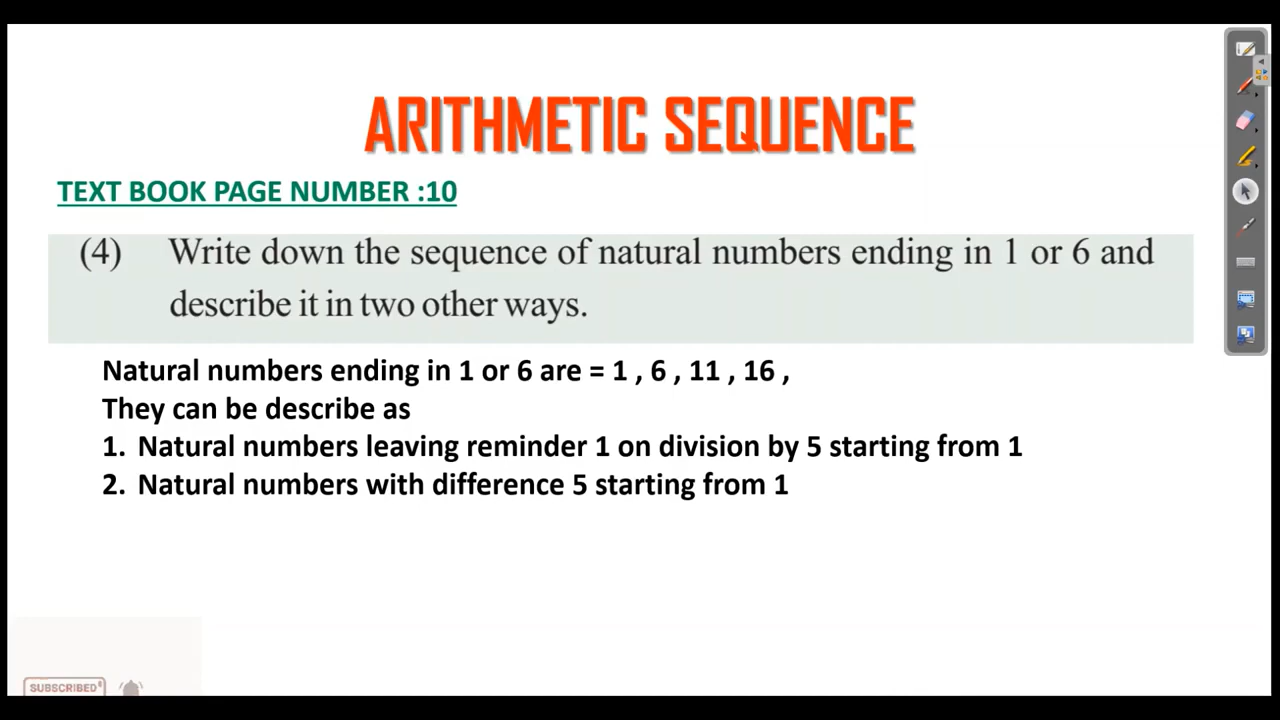 ARITHMETIC SEQUENCE
TEXT BOOK PAGE NUMBER :10
(4) Write down the sequence of natural numbers ending in 1 or 6 and
describe it in two other ways.
Natural numbers ending in 1 or 6 are = 1 , 6 , 11 , 16 ,
They can be describe as
1. Natural numbers leaving reminder 1 on division by 5 starting from 1
2. Natural numbers with difference 5 starting from 1
SUBSCRIBED